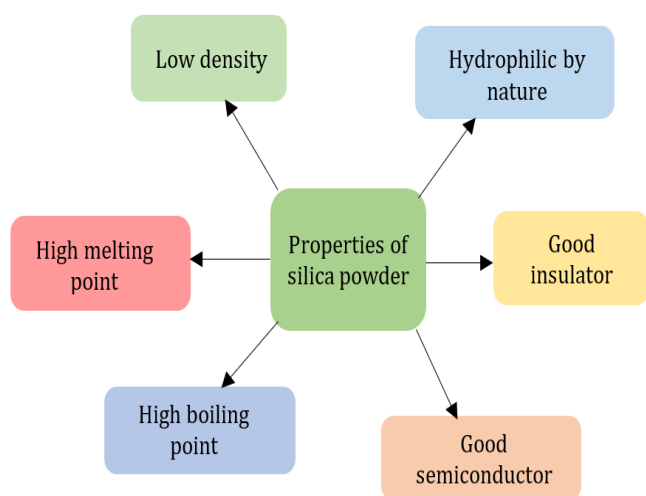 Low density
Hydrophilic by
nature
High melting
point
Properties of
silica powder
Good
insulator
High boiling
point
Good
semiconductor